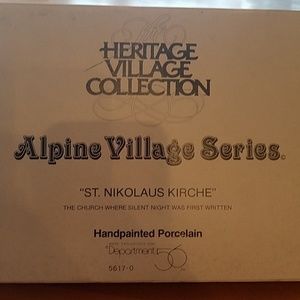 The
HERITAGE
VILLAGE
COLLECTION
Alpine Village Series®
"ST. NIKOLAUS KIRCHE"
THE CHURCH WHERE SILENT NIGHT WAS FIRST WRITTEN
Handpainted Porcelain
Department 56
5617-0